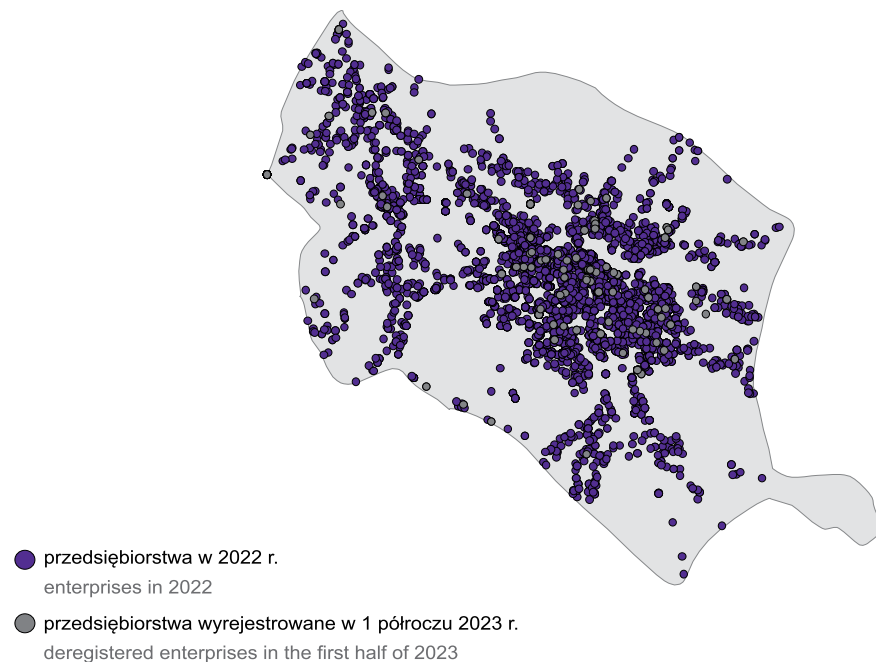 przedsiębiorstwa w 2022 r.
enterprises in 2022
przedsiębiorstwa wyrejestrowane w 1 półroczu 2023 r.
deregistered enterprises in the first half of 2023